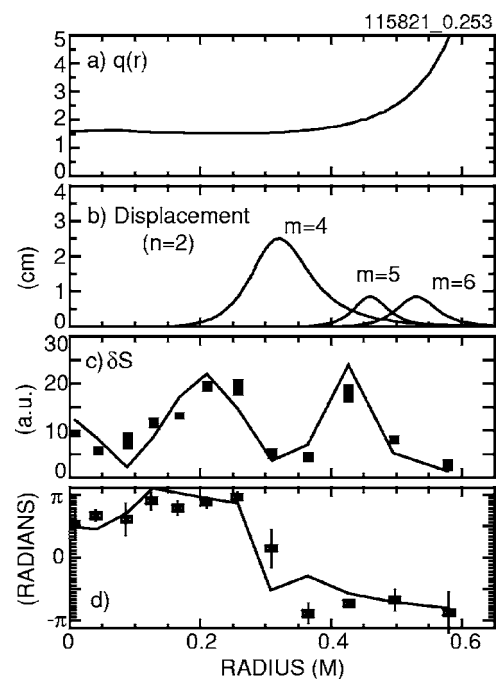 115821_0.253
5
a) q(r)
4
3
2
1
0
4
b) Displacement
(n=2)
m=4
3
(cm)
2
m=5
m=6
1
0
30
c) δS
20
(a.u.)
10
0
π
(RADIANS)
0
d)
-π
0
0.2
0.4
0.6
RADIUS (M)